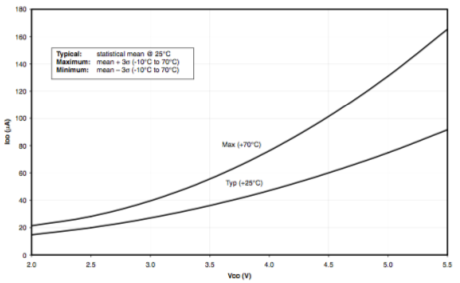 180
160
140
120
100
80
60
40
20
0
IDD (μA)
Typical: statistical mean @ 25°C
Maximum: mean + 3σ (-10°C to 70°C)
Minimum: mean – 3σ (-10°C to 70°C)
Max (+70°C)
Typ (+25°C)
2.0 2.5 3.0 3.5 4.0 4.5 5.0 5.5
VDD (V)